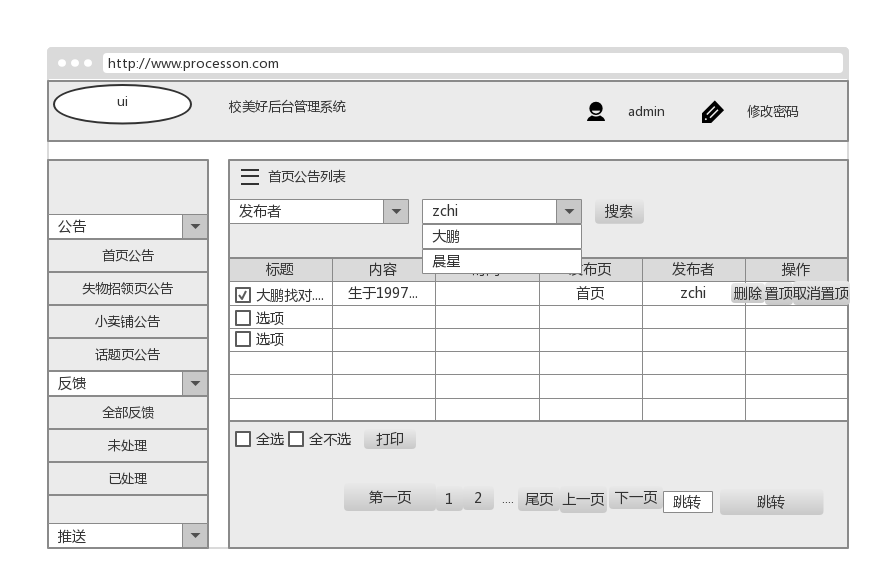 http://www.processon.com
ui
校美好后台管理系统
admin
修改密码
公告
首页公告
失物招领页公告
小卖铺公告
话题页公告
反馈
全部反馈
未处理
已处理
推送
首页公告列表
发布者
zchi
搜索
大鹏
晨星
标题 内容 发布页 发布者 操作
大鹏找对.... 生于1997... 首页 zchi 删除 置顶 取消置顶
选项
选项
全选 全不选 打印
第一页 1 2 .... 尾页 上一页 下一页 跳转 跳转